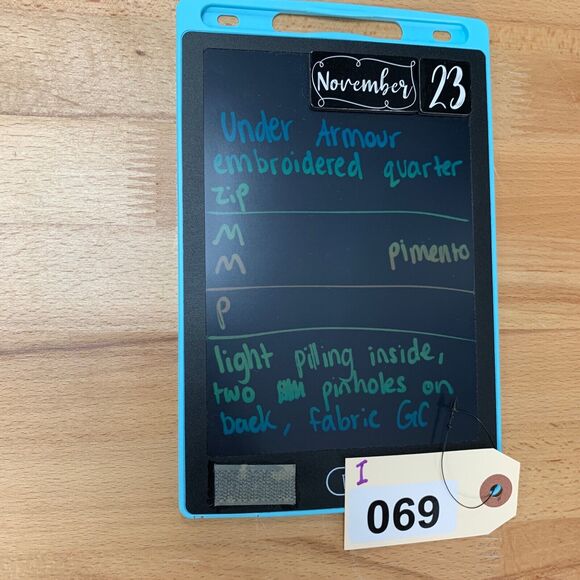 November 23
Under Armour
embroidered quarter
zip
M
M pimento
P
light pilling inside,
two pinholes on
back, fabric GC
I
069